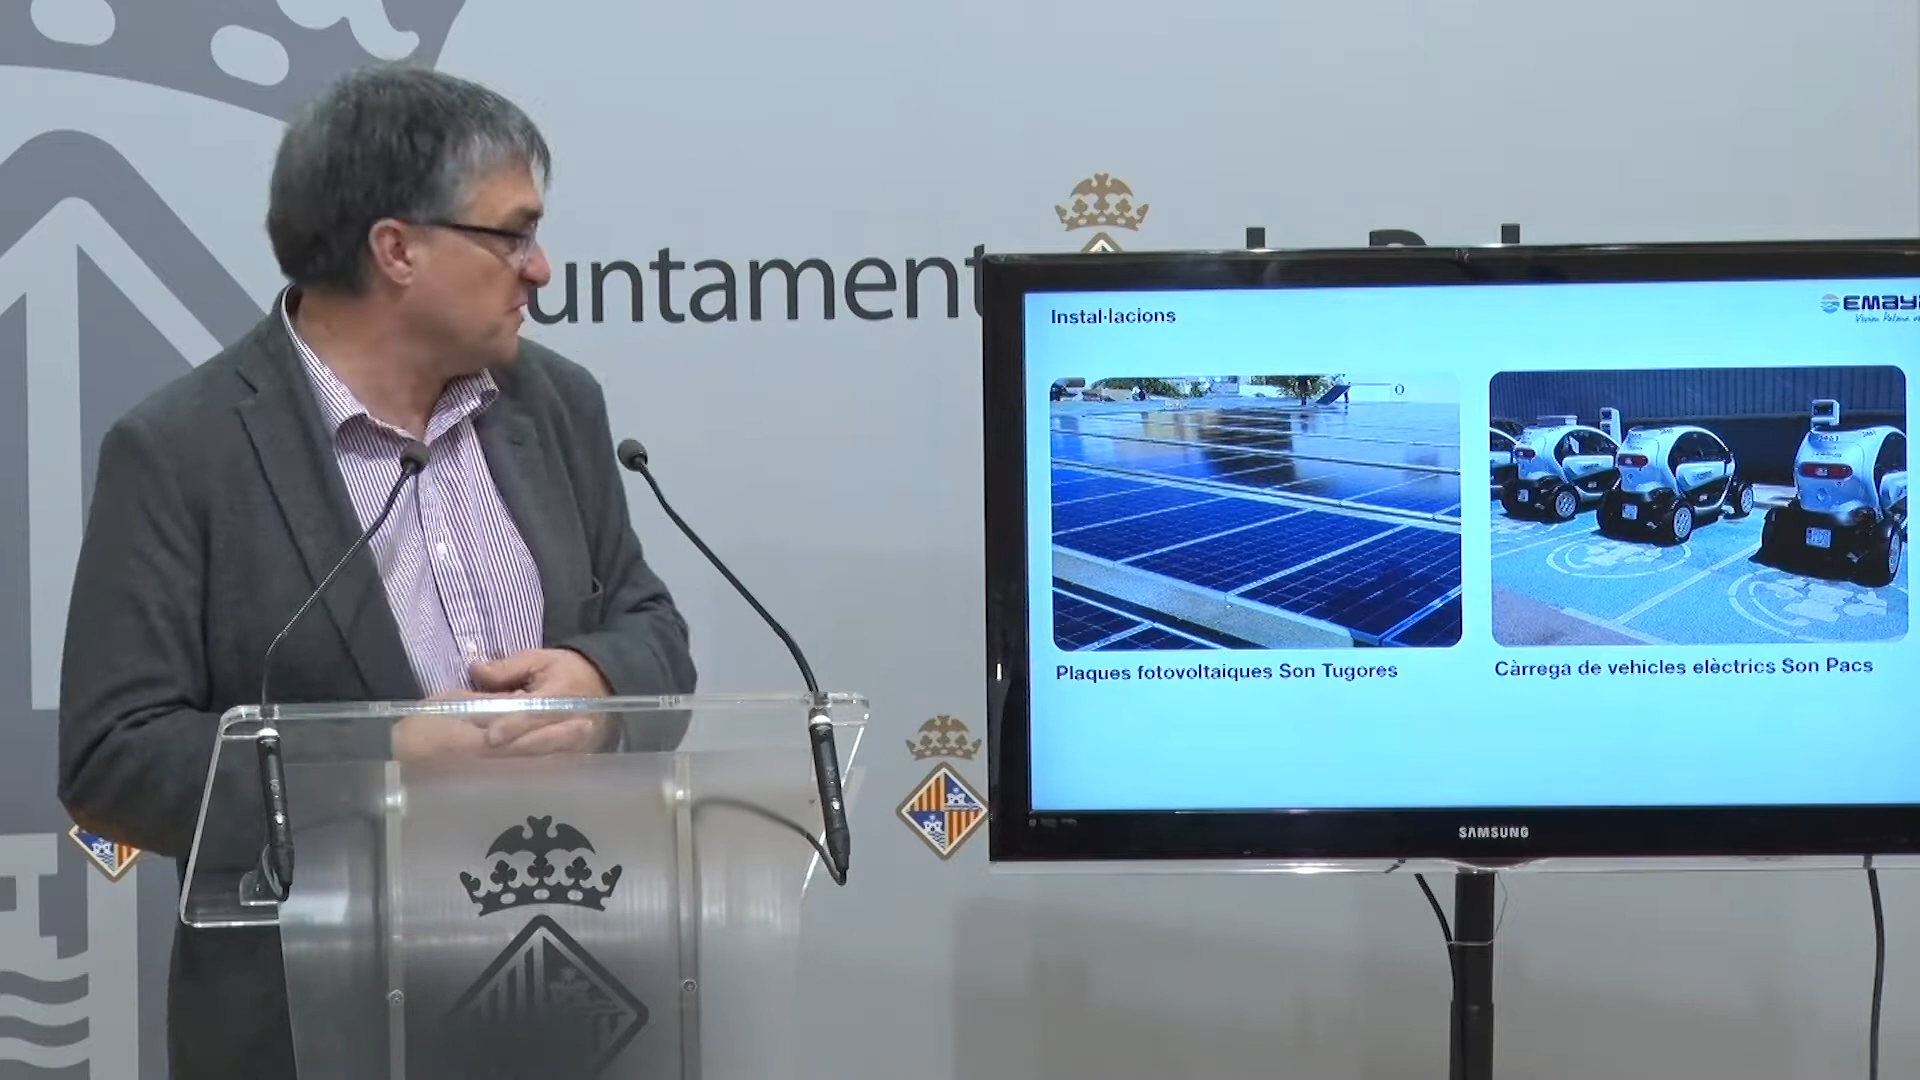 untament
Instal·lacions
EMAYA
Plaques fotovoltaiques Son Tugores
Càrrega de vehicles elèctrics Son Pacs
SAMSUNG